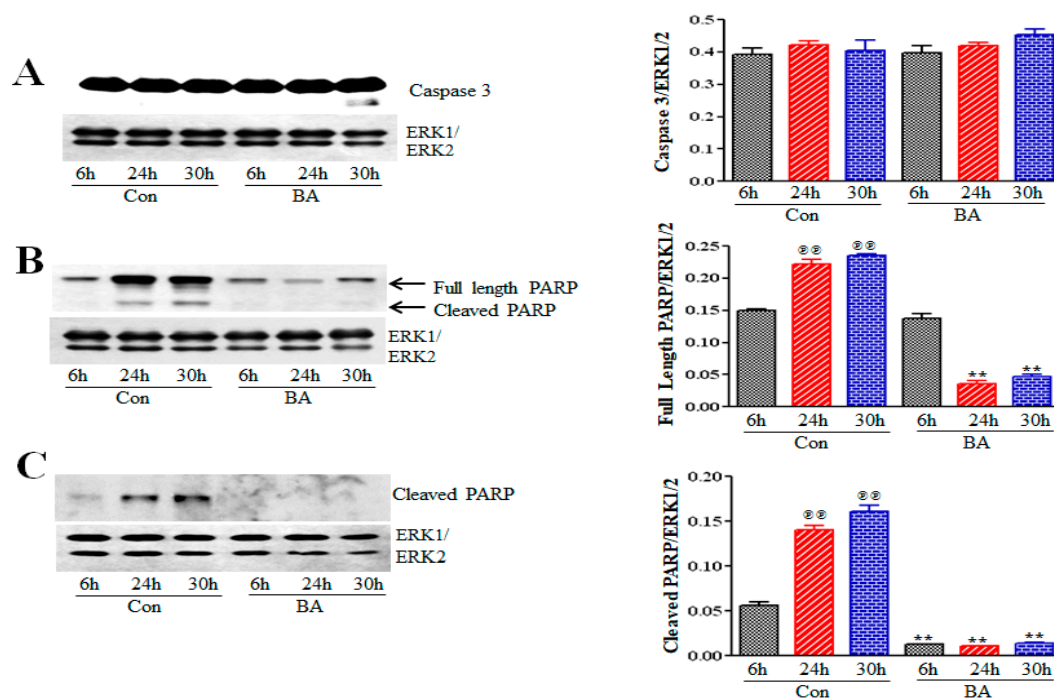 A
Caspase 3
ERK1/
ERK2
6h 24h 30h 6h 24h 30h
Con BA
Caspase 3/ERK1/2
0.5
0.4
0.3
0.2
0.1
0.0
6h 24h 30h 6h 24h 30h
Con BA
B
Full length PARP
Cleaved PARP
ERK1/
ERK2
6h 24h 30h 6h 24h 30h
Con BA
Full Length PARP/ERK1/2
0.25
0.20
0.15
0.10
0.05
0.00
** **
6h 24h 30h 6h 24h 30h
Con BA
C
Cleaved PARP
ERK1/
ERK2
6h 24h 30h 6h 24h 30h
Con BA
Cleaved PARP/ERK1/2
0.20
0.15
0.10
0.05
0.00
** ** **
6h 24h 30h 6h 24h 30h
Con BA